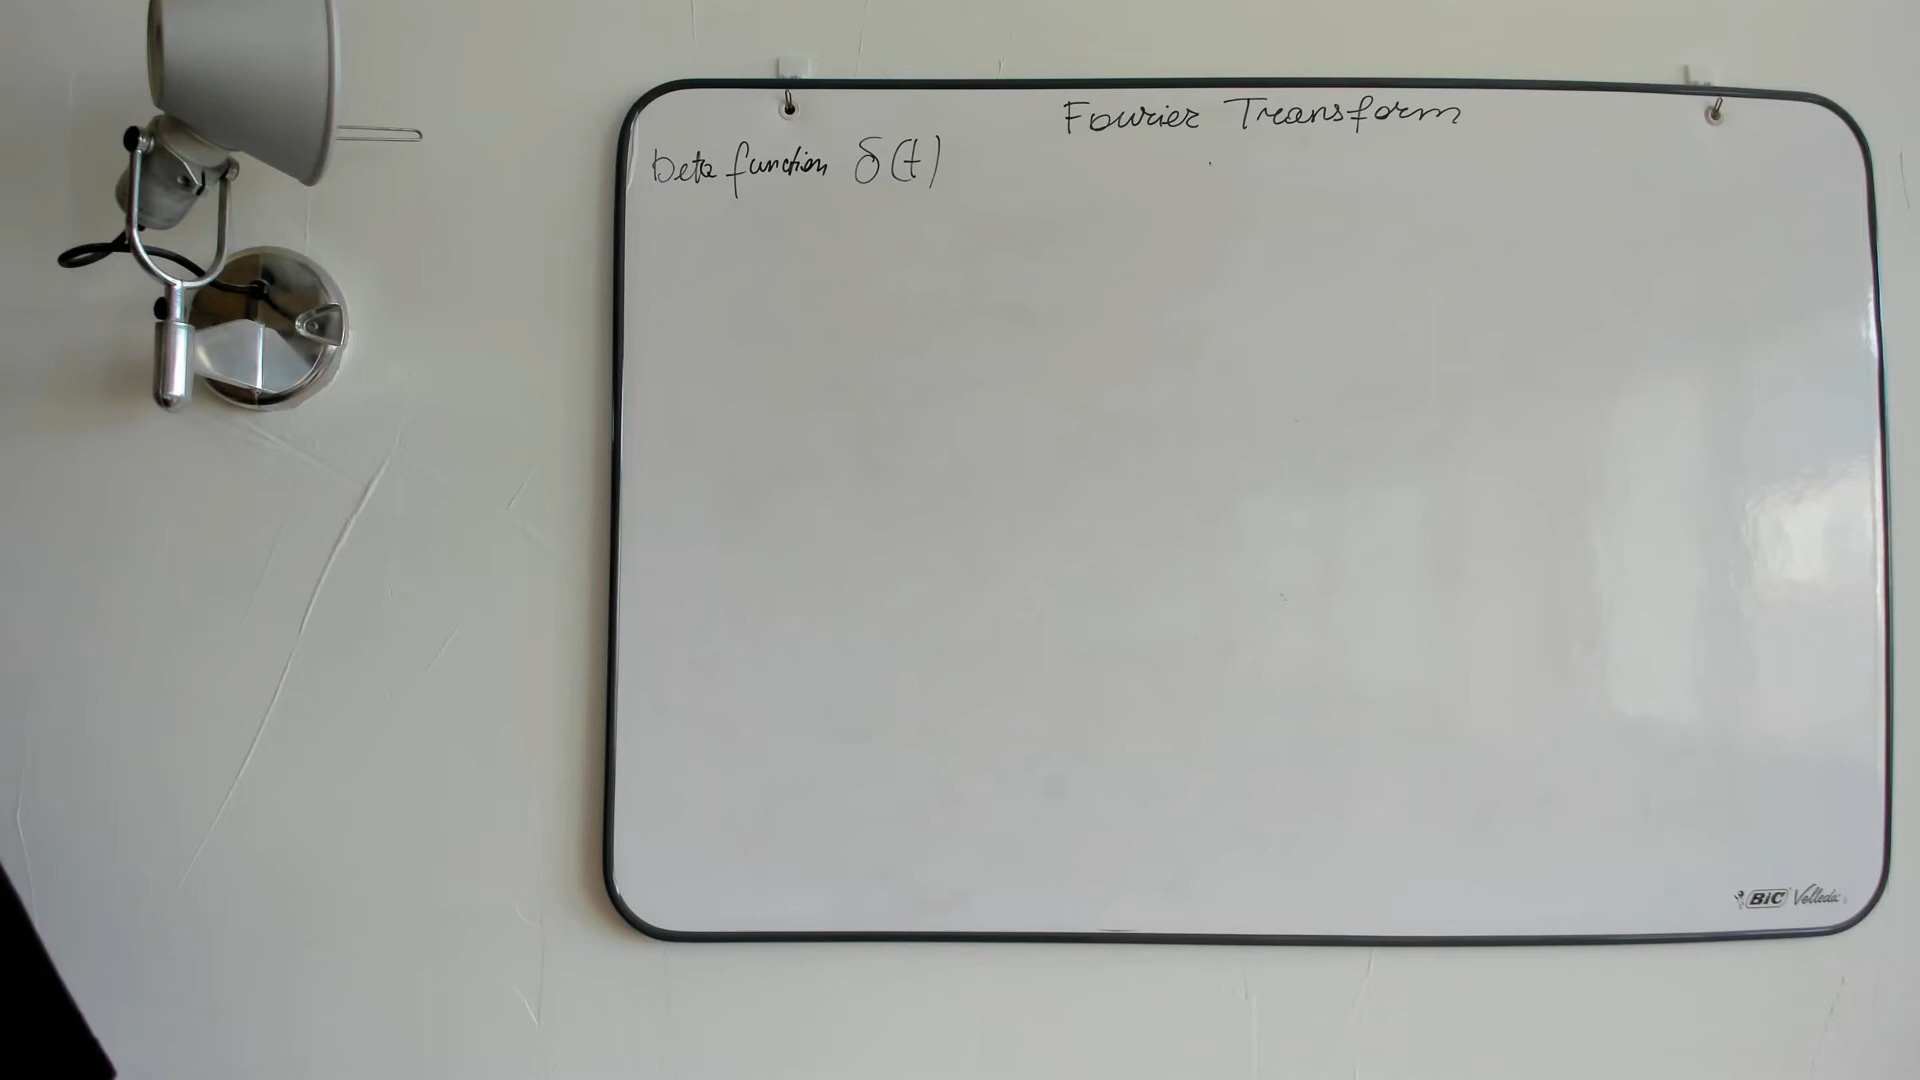 Fourier Transform
Delta function δ(t)
BIC Velleda